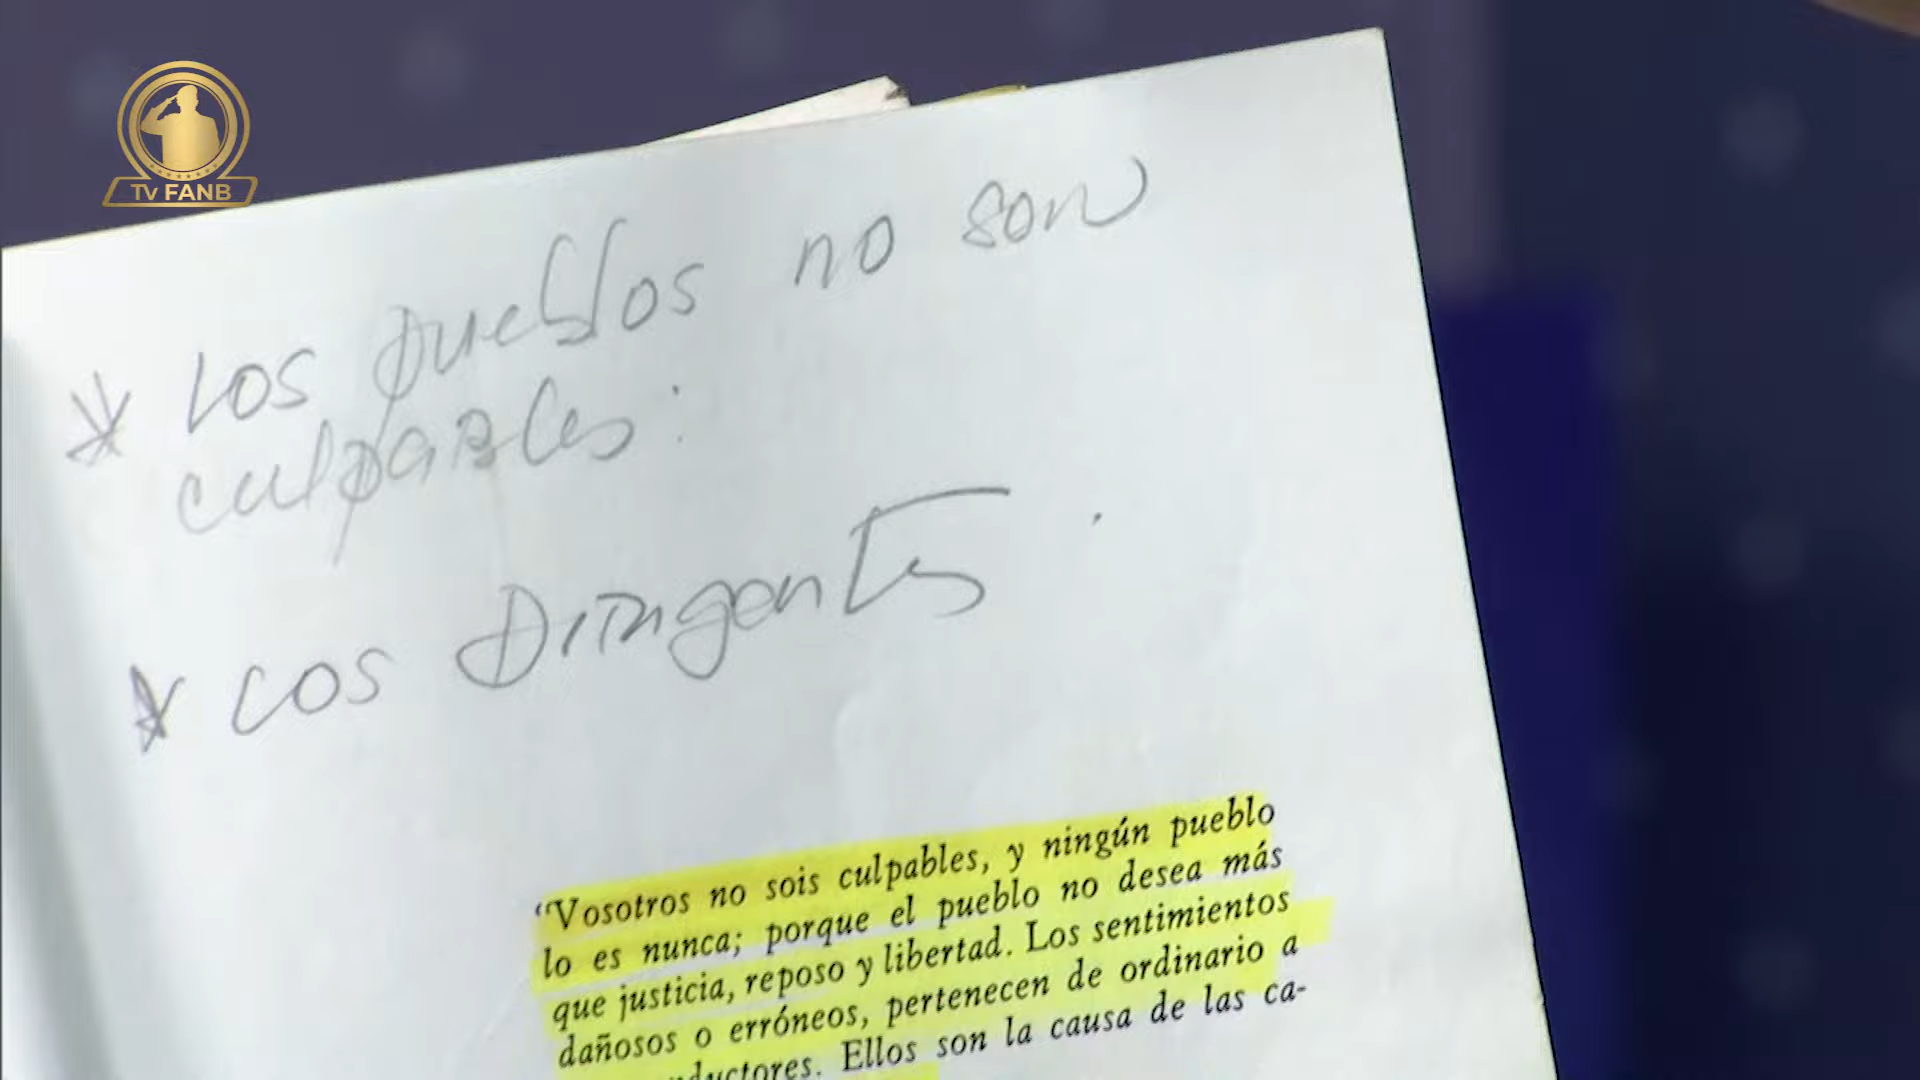 Tv FANB
* Los pueblos no son
culpables:
* Los Dirigentes
"Vosotros no sois culpables, y ningún pueblo
lo es nunca; porque el pueblo no desea más
que justicia, reposo y libertad. Los sentimientos
dañosos o erróneos, pertenecen de ordinario a
Ellos son la causa de las ca-